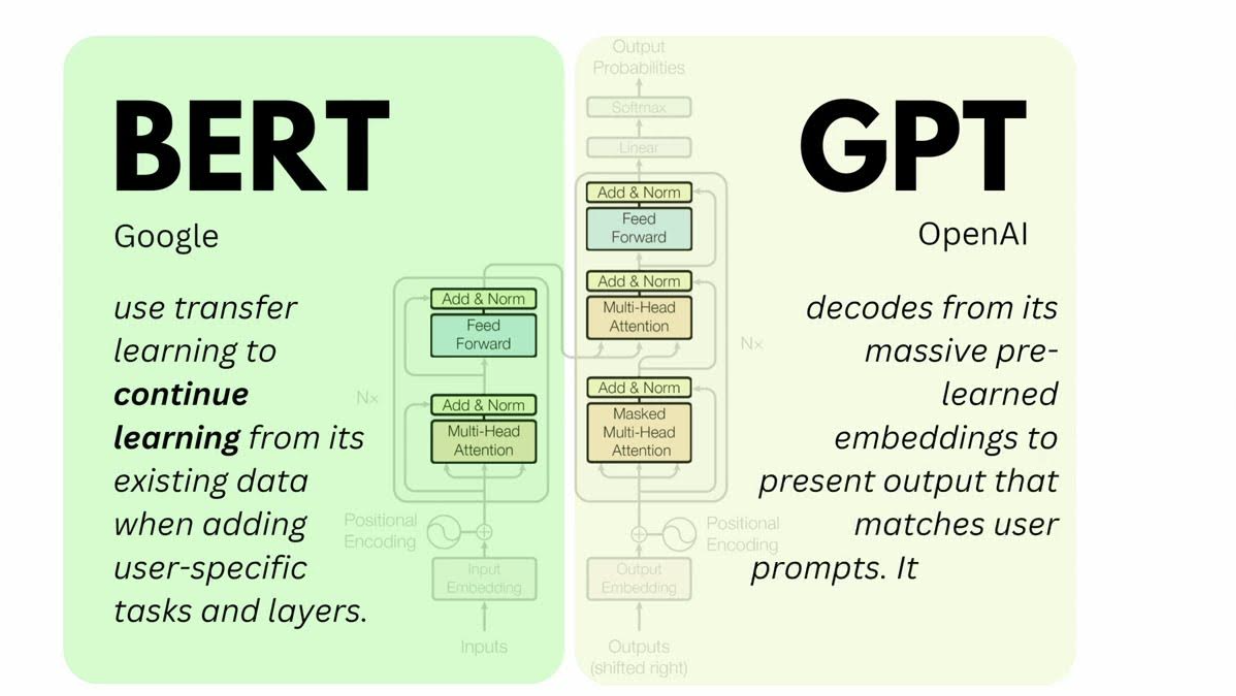 BERT
Google
use transfer
learning to
continue
learning from its
existing data
when adding
user-specific
tasks and layers.
Add & Norm
Feed
Forward
Nx
Add & Norm
Multi-Head
Attention
Positional
Encoding
Input
Embedding
Inputs
Output
Probabilities
Softmax
Linear
Add & Norm
Feed
Forward
Add & Norm
Multi-Head
Attention
Nx
Add & Norm
Masked
Multi-Head
Attention
Positional
Encoding
Output
Embedding
Outputs
(shifted right)
GPT
OpenAI
decodes from its
massive pre-
learned
embeddings to
present output that
matches user
prompts. It